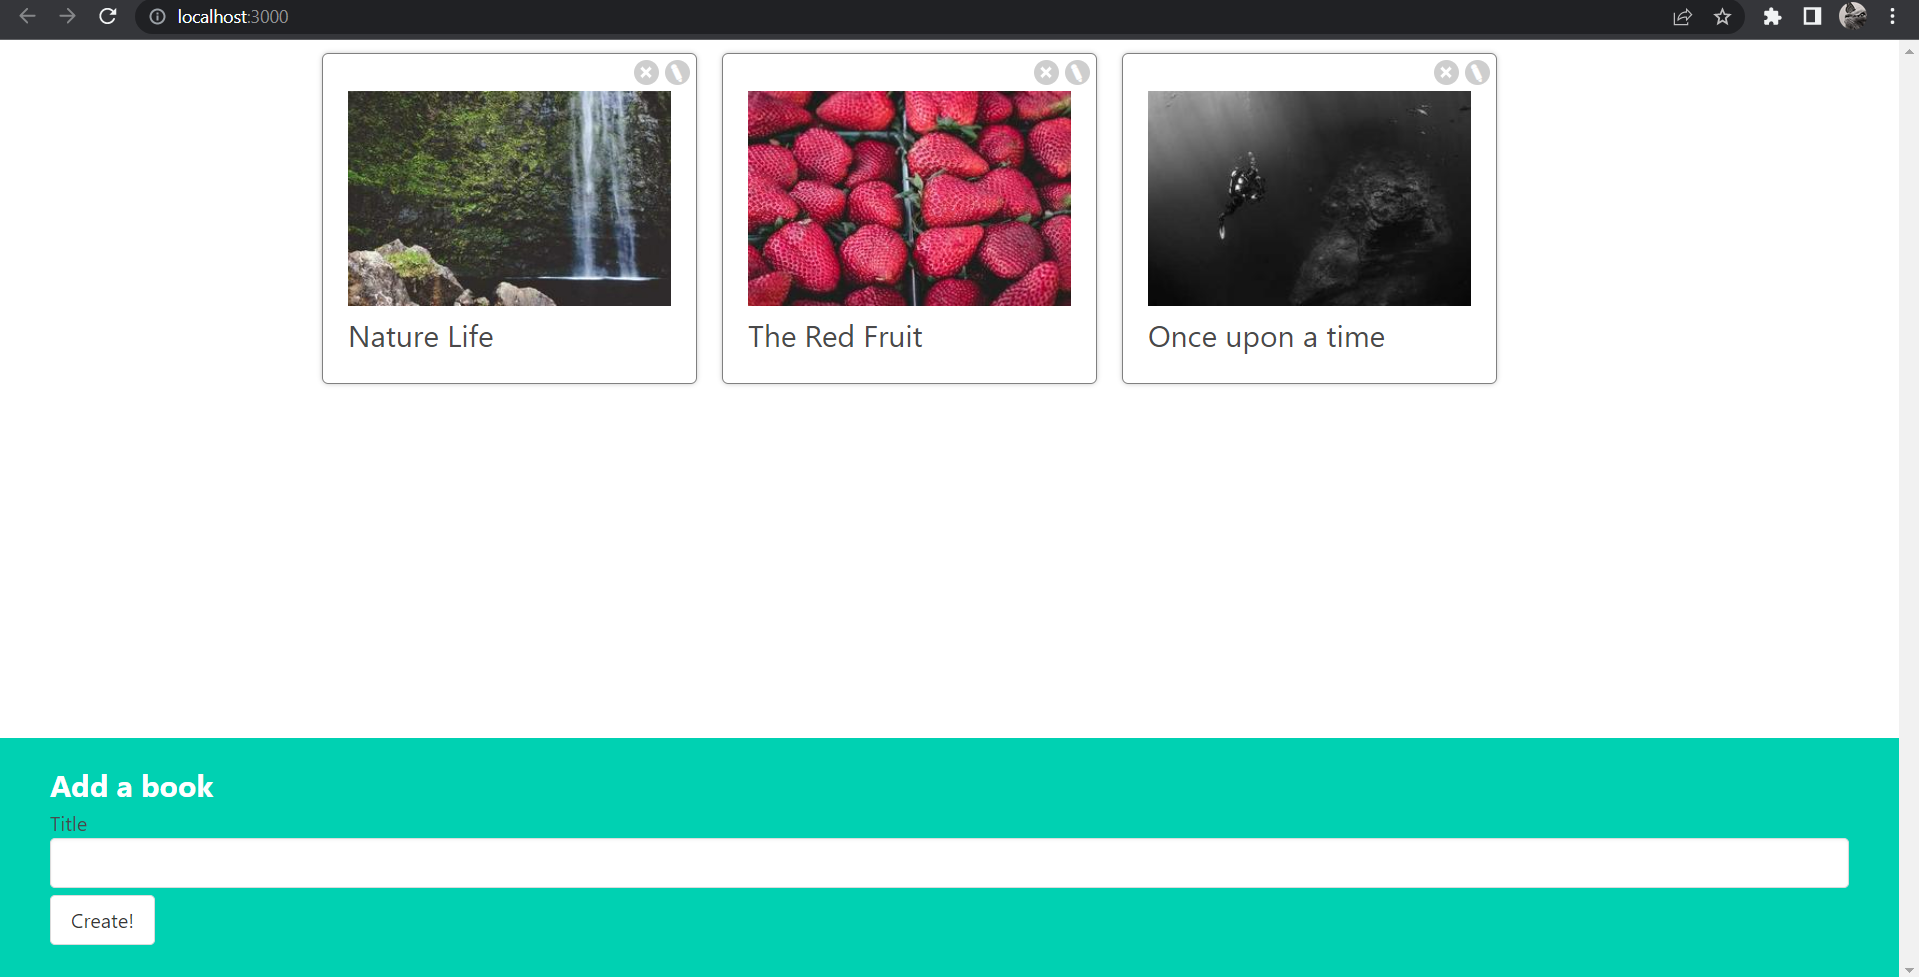 localhost:3000
Nature Life
The Red Fruit
Once upon a time
Add a book
Title
Create!